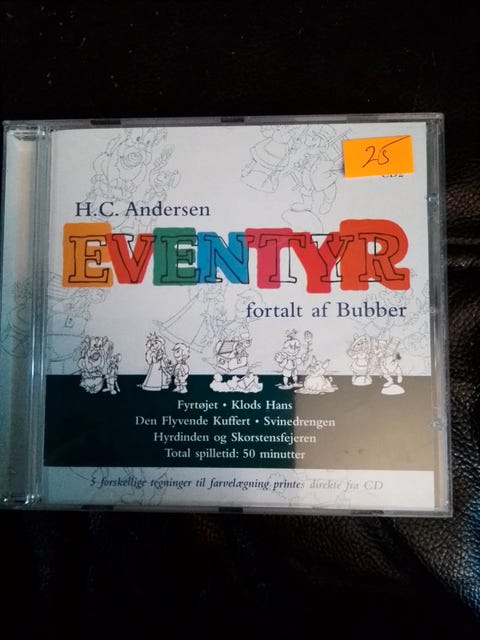 25
CD2
H.C. Andersen
EVENTYR
fortalt af Bubber
Fyrtøjet • Klods Hans
Den Flyvende Kuffert • Svinedrengen
Hyrdinden og Skorstensfejeren
Total spilletid: 50 minutter
5 forskellige tegninger til farvelægning printes direkte fra CD